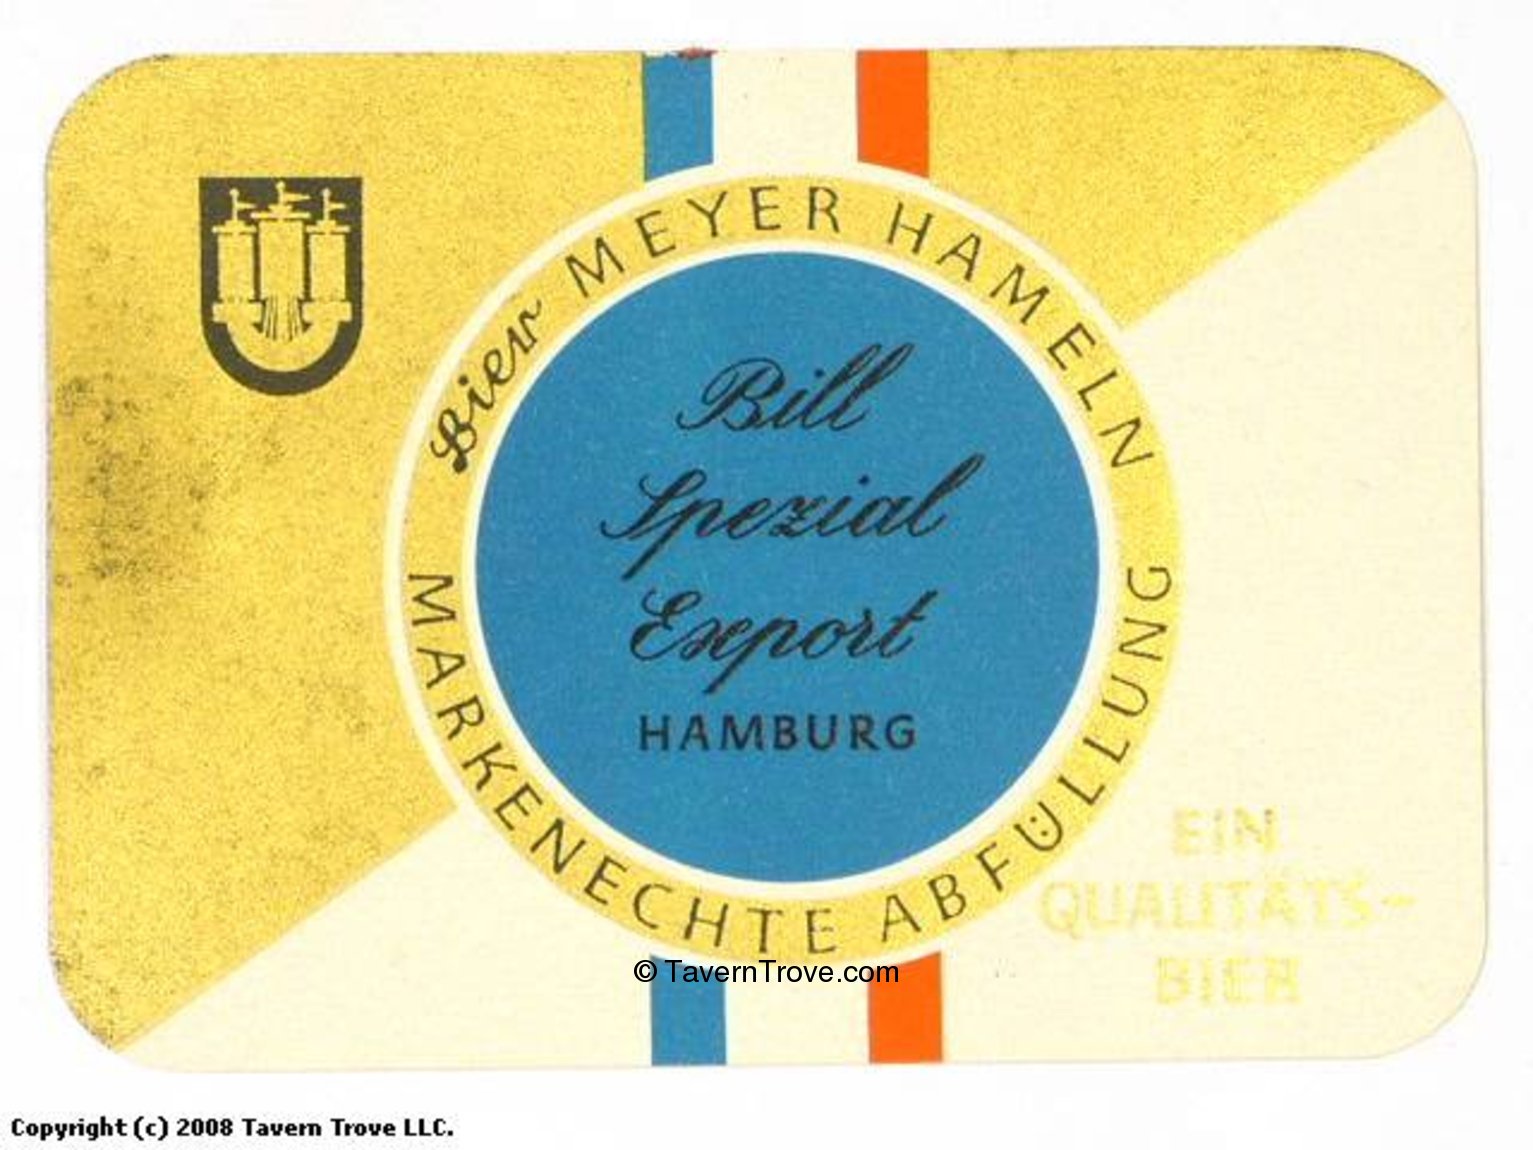 Bier MEYER HAMELN
Bill
Spezial
Export
HAMBURG
MARKENECHTE ABFÜLLUNG
EIN
QUALITÄTS-
BIER
© TavernTrove.com
Copyright (c) 2008 Tavern Trove LLC.